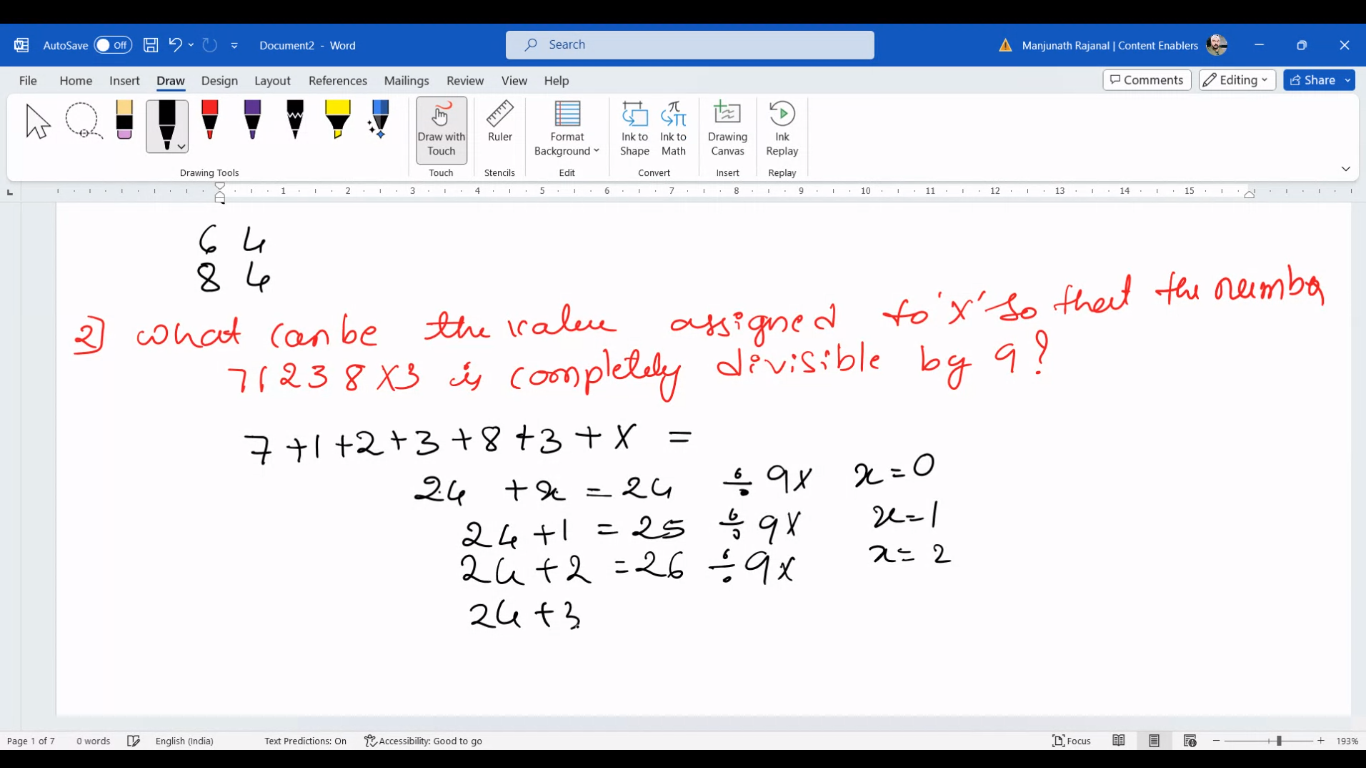 AutoSave Off Document2 - Word Search Manjunath Rajanal | Content Enablers
File Home Insert Draw Design Layout References Mailings Review View Help Comments Editing Share
Draw with Touch Ruler Format Background Ink to Shape Ink to Math Drawing Canvas Ink Replay
Drawing Tools Touch Stencils Edit Convert Insert Replay
1 2 3 4 5 6 7 8 9 10 11 12 13 14 15
6 4
8 4
2] What can be the value assigned to 'x' so that the number
71238X3 is completely divisible by 9?
7+1+2+3+8+3+X =
24 +x = 24 ÷ 9X x=0
24+1 = 25 ÷ 9X x=1
24+2 =26 ÷ 9X x= 2
24+3
Page 1 of 7 0 words English (India) Text Predictions: On Accessibility: Good to go Focus 193%